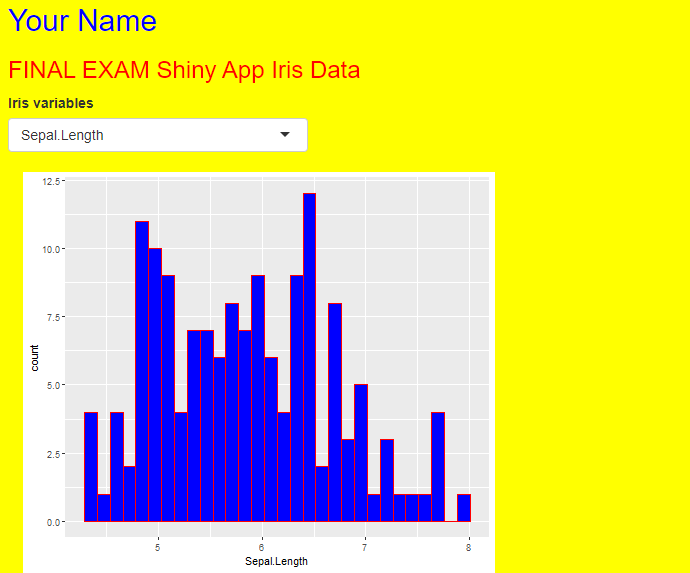 Your Name
FINAL EXAM Shiny App Iris Data
Iris variables
Sepal.Length
12.5
10.0
7.5
5.0
2.5
0.0
count
5 6 7 8
Sepal.Length